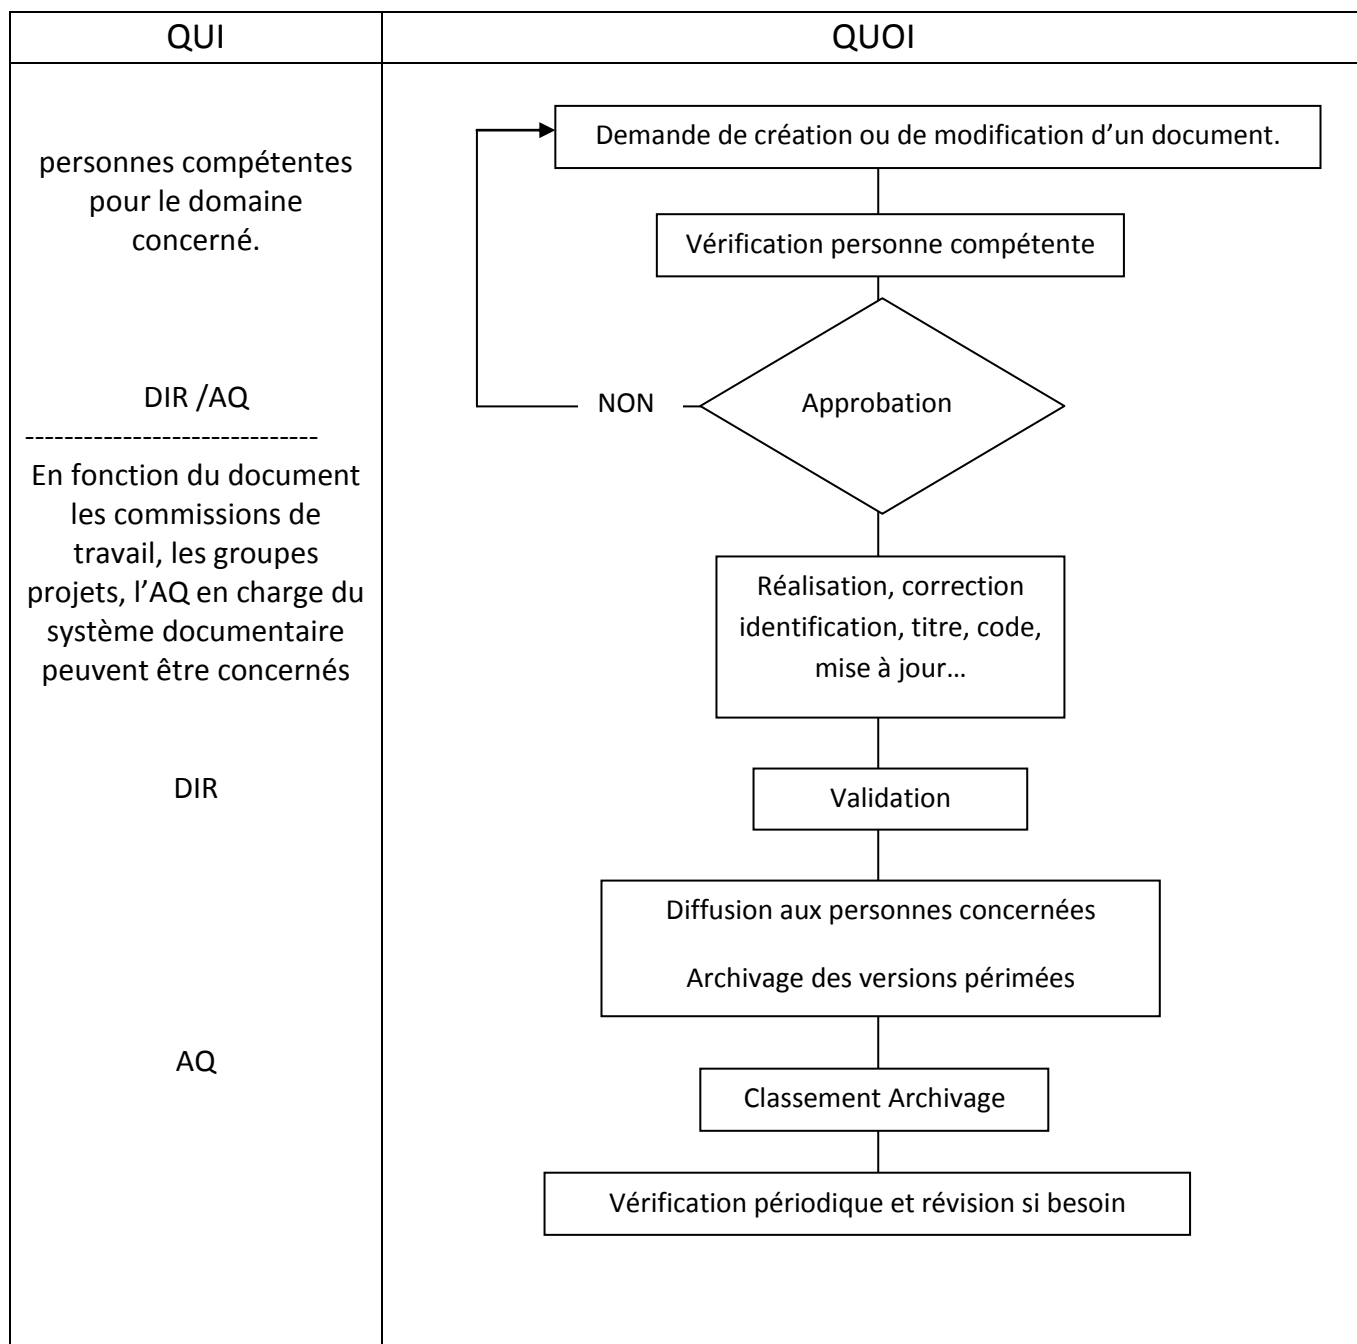 QUI
QUOI
personnes compétentes
pour le domaine
concerné.
DIR /AQ
------------------------------
En fonction du document
les commissions de
travail, les groupes
projets, l’AQ en charge du
système documentaire
peuvent être concernés
DIR
AQ
Demande de création ou de modification d’un document.
Vérification personne compétente
NON
Approbation
Réalisation, correction
identification, titre, code,
mise à jour…
Validation
Diffusion aux personnes concernées
Archivage des versions périmées
Classement Archivage
Vérification périodique et révision si besoin